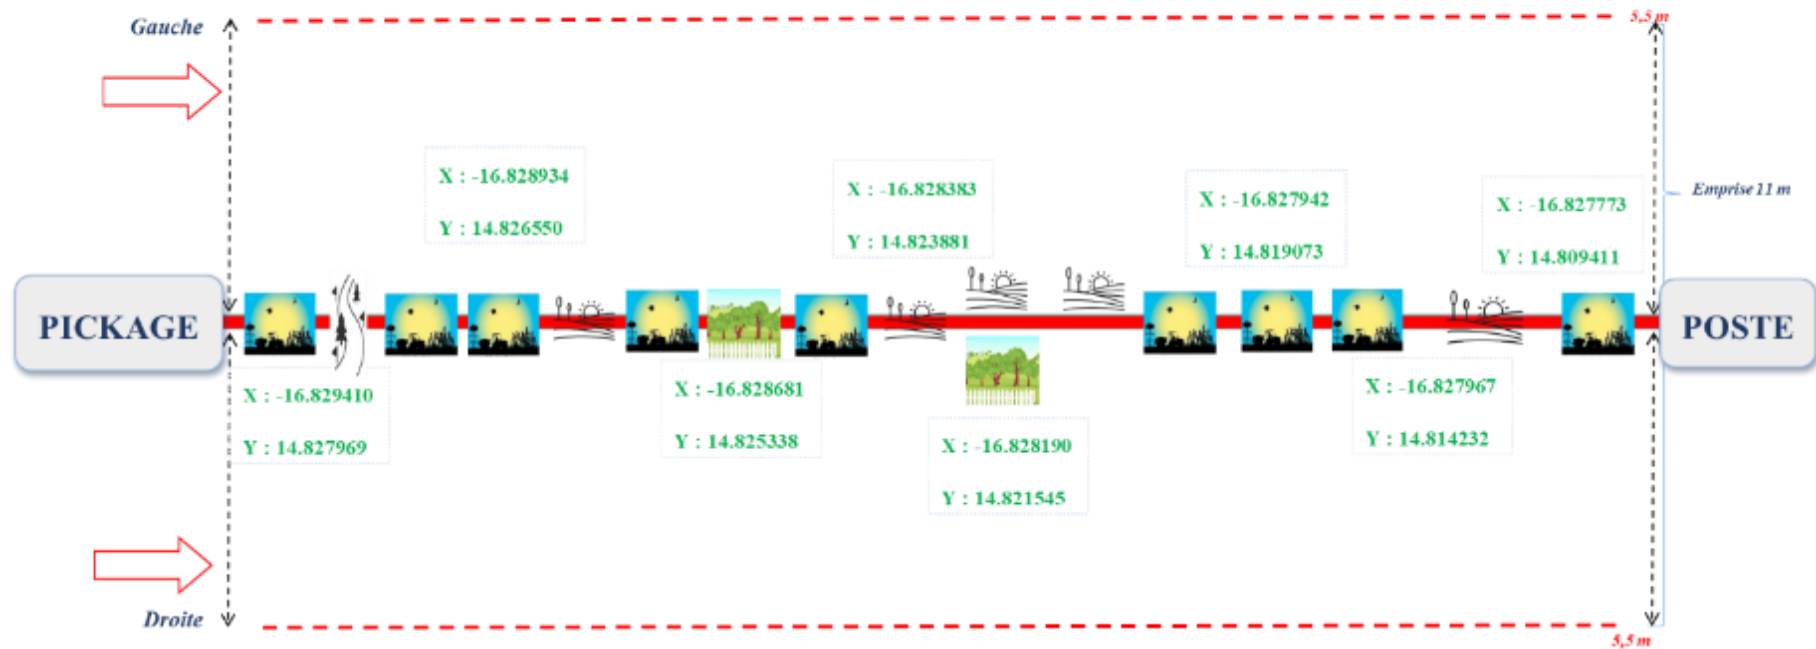 Gauche
5,5 m
X : -16.828934
Y : 14.826550
X : -16.828383
Y : 14.823881
X : -16.827942
Y : 14.819073
X : -16.827773
Y : 14.809411
Emprise 11 m
PICKAGE
POSTE
X : -16.829410
Y : 14.827969
X : -16.828681
Y : 14.825338
X : -16.828190
Y : 14.821545
X : -16.827967
Y : 14.814232
Droite
5,5 m